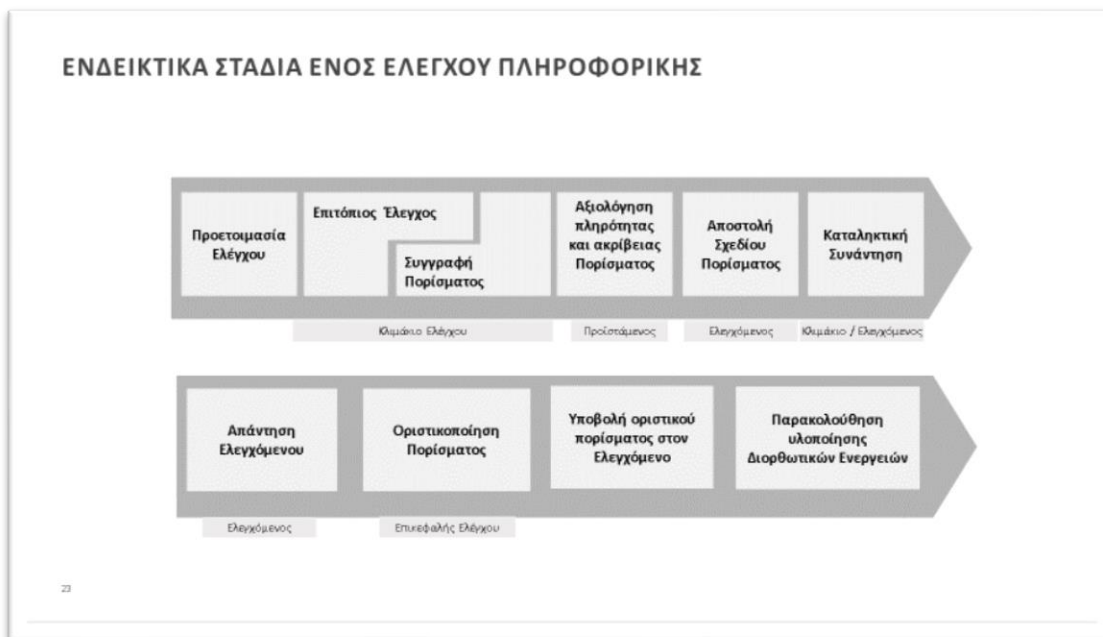 ΕΝΔΕΙΚΤΙΚΑ ΣΤΑΔΙΑ ΕΝΟΣ ΕΛΕΓΧΟΥ ΠΛΗΡΟΦΟΡΙΚΗΣ
Προετοιμασία
Ελέγχου
Επιτόπιος Έλεγχος
Συγγραφή
Πορίσματος
Αξιολόγηση
πληρότητας
και ακρίβειας
Πορίσματος
Αποστολή
Σχεδίου
Πορίσματος
Καταληκτική
Συνάντηση
Κλιμάκιο Ελέγχου
Προϊστάμενος
Ελεγχόμενος
Κλιμάκιο / Ελεγχόμενος
Απάντηση
Ελεγχόμενου
Οριστικοποίηση
Πορίσματος
Υποβολή οριστικού
πορίσματος στον
Ελεγχόμενο
Παρακολούθηση
υλοποίησης
Διορθωτικών Ενεργειών
Ελεγχόμενος
Επικεφαλής Ελέγχου
23